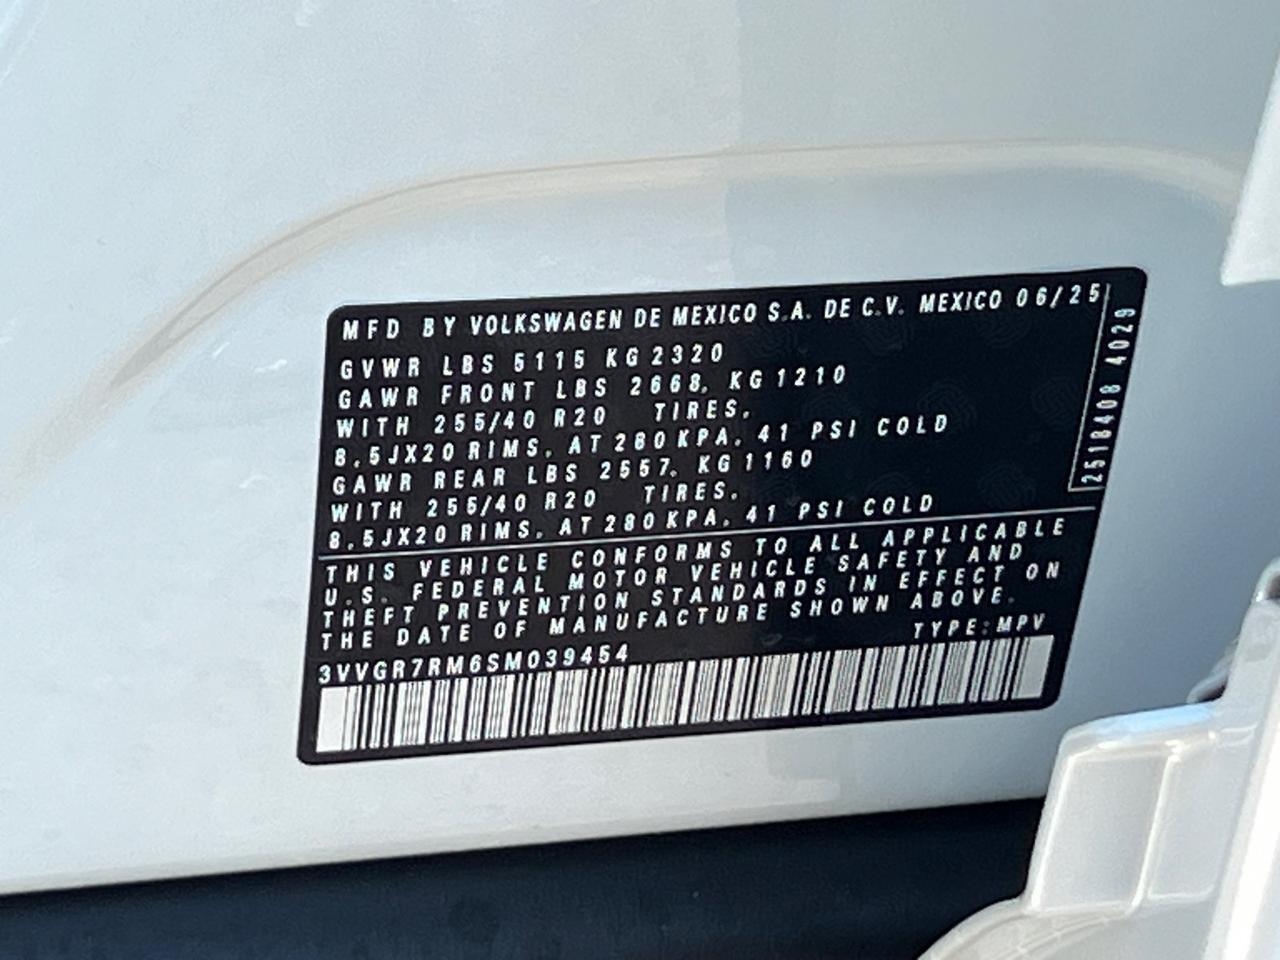 MFD BY VOLKSWAGEN DE MEXICO S.A. DE C.V. MEXICO 06/25
GVWR LBS 5115 KG 2320
GAWR FRONT LBS 2668, KG 1210
WITH 255/40 R20 TIRES,
8,5JX20 RIMS, AT 280 KPA, 41 PSI COLD
GAWR REAR LBS 2557, KG 1160
WITH 255/40 R20 TIRES,
8,5JX20 RIMS, AT 280 KPA, 41 PSI COLD
THIS VEHICLE CONFORMS TO ALL APPLICABLE
U.S. FEDERAL MOTOR VEHICLE SAFETY AND
THEFT PREVENTION STANDARDS IN EFFECT ON
THE DATE OF MANUFACTURE SHOWN ABOVE.
TYPE:MPV
3VVGR7RM6SM039454
2518408 4029